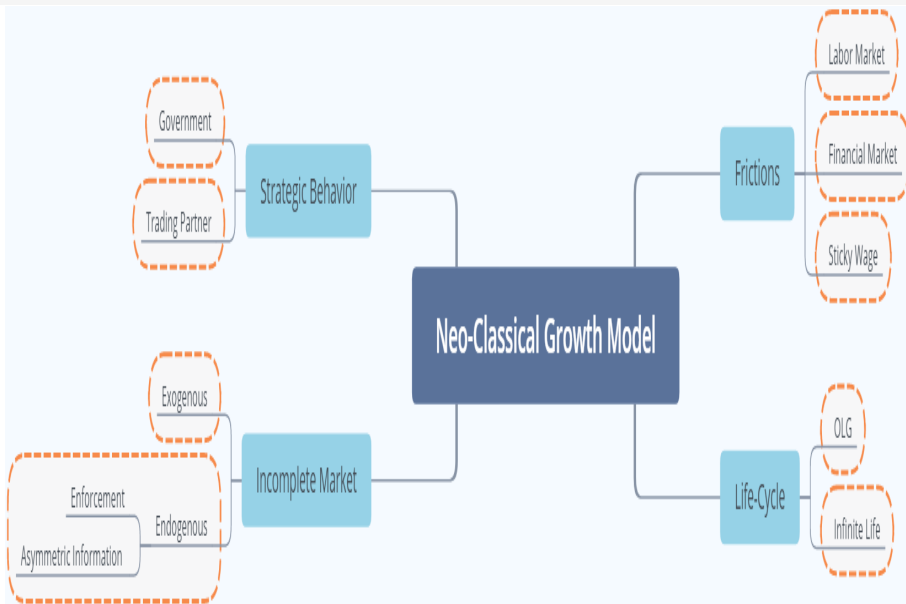 Neo-Classical Growth Model
Strategic Behavior
Government
Trading Partner
Incomplete Market
Exogenous
Endogenous
Enforcement
Asymmetric Information
Frictions
Labor Market
Financial Market
Sticky Wage
Life-Cycle
OLG
Infinite Life